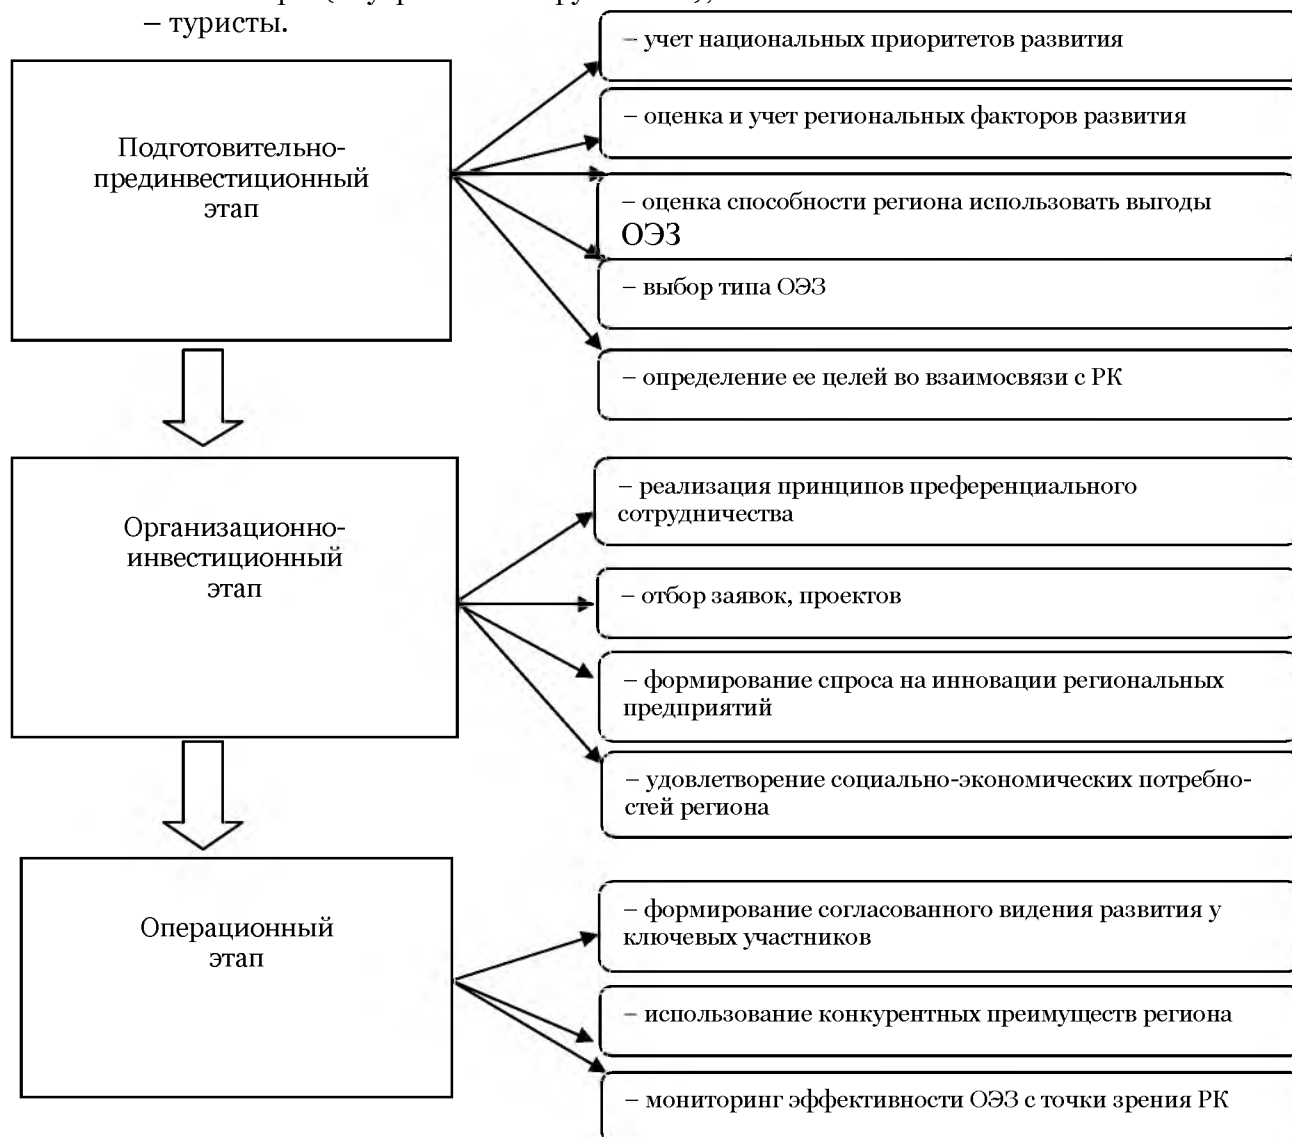 – туристы.
– учет национальных приоритетов развития
– оценка и учет региональных факторов развития
Подготовительно-
прединвестиционный
этап
– оценка способности региона использовать выгоды
ОЭЗ
– выбор типа ОЭЗ
– определение ее целей во взаимосвязи с РК
– реализация принципов преференциального
сотрудничества
Организационно-
инвестиционный
этап
– отбор заявок, проектов
– формирование спроса на инновации региональных
предприятий
– удовлетворение социально-экономических потребно-
стей региона
– формирование согласованного видения развития у
ключевых участников
Операционный
этап
– использование конкурентных преимуществ региона
– мониторинг эффективности ОЭЗ с точки зрения РК